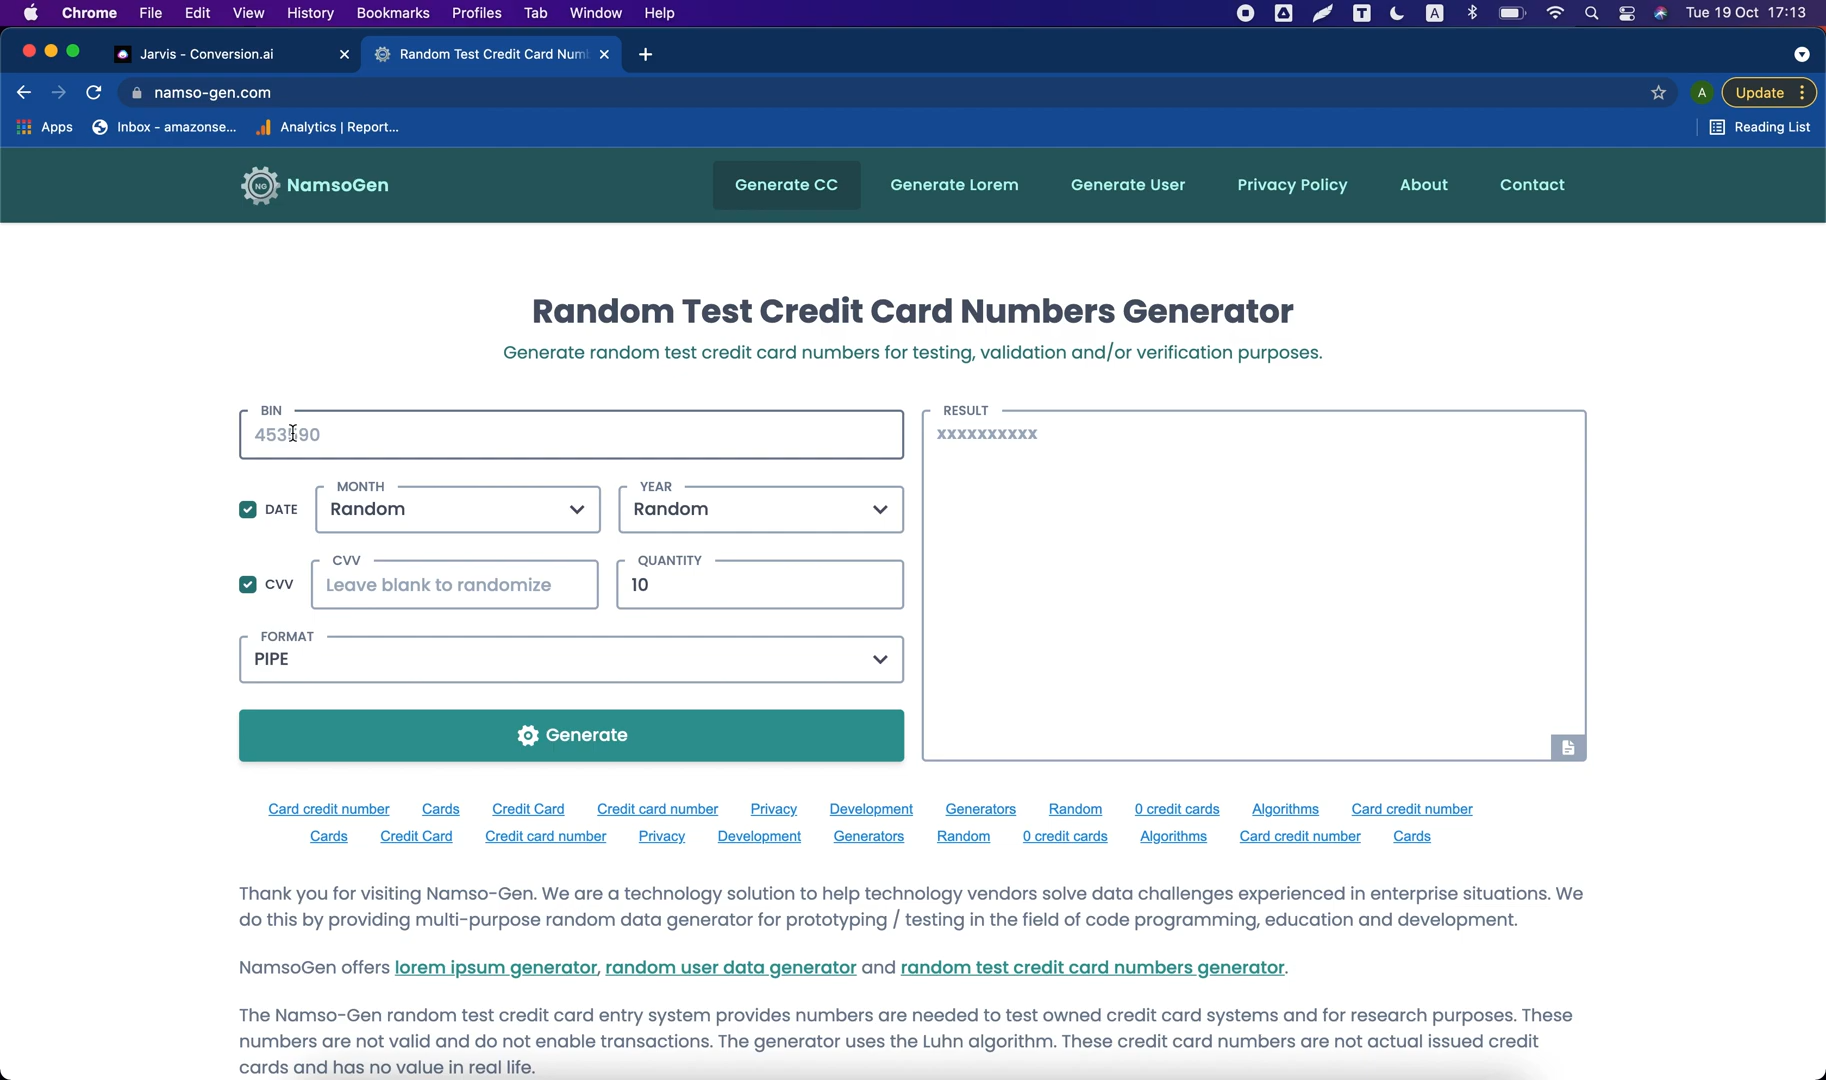 Chrome File Edit View History Bookmarks Profiles Tab Window Help T A Tue 19 Oct 17:13
Jarvis - Conversion.ai Random Test Credit Card Num
namso-gen.com A Update
Apps Inbox - amazonse... Analytics | Report... Reading List
NG NamsoGen Generate CC Generate Lorem Generate User Privacy Policy About Contact
Random Test Credit Card Numbers Generator
Generate random test credit card numbers for testing, validation and/or verification purposes.
BIN RESULT
xxxxxxxxxx
MONTH YEAR
DATE Random Random
CVV QUANTITY
CVV Leave blank to randomize 10
FORMAT
PIPE
Generate
Card credit number Cards Credit Card Credit card number Privacy Development Generators Random 0 credit cards Algorithms Card credit number
Cards Credit Card Credit card number Privacy Development Generators Random 0 credit cards Algorithms Card credit number Cards
Thank you for visiting Namso-Gen. We are a technology solution to help technology vendors solve data challenges experienced in enterprise situations. We
do this by providing multi-purpose random data generator for prototyping / testing in the field of code programming, education and development.
NamsoGen offers lorem ipsum generator, random user data generator and random test credit card numbers generator.
The Namso-Gen random test credit card entry system provides numbers are needed to test owned credit card systems and for research purposes. These
numbers are not valid and do not enable transactions. The generator uses the Luhn algorithm. These credit card numbers are not actual issued credit
cards and has no value in real life.